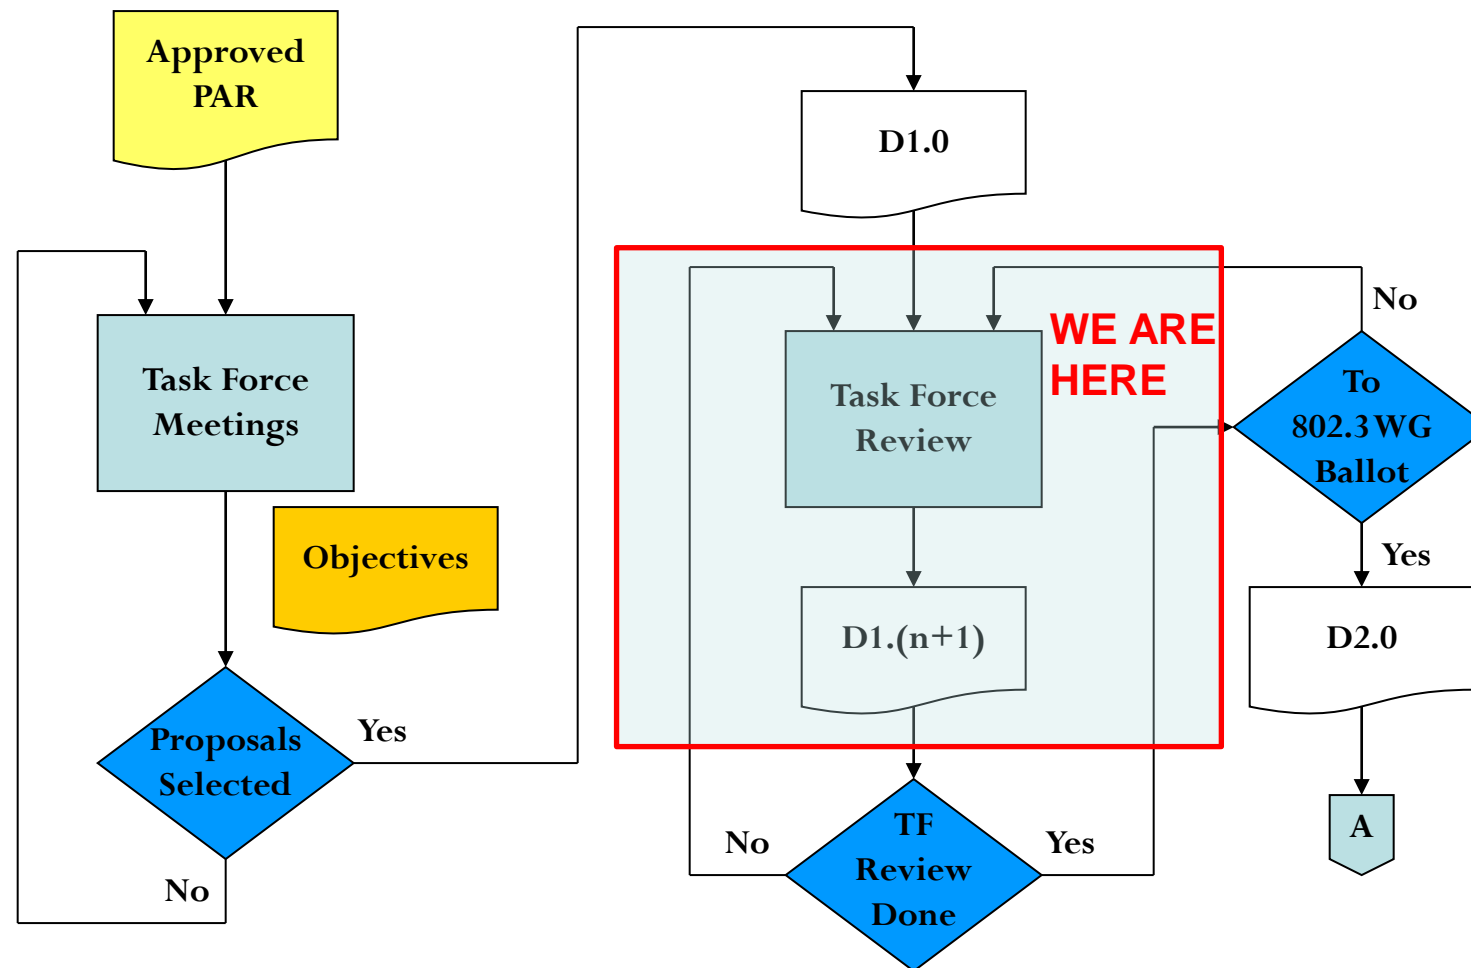 Approved
PAR
Task Force
Meetings
Objectives
Proposals
Selected
Yes
No
D1.0
WE ARE
HERE
Task Force
Review
D1.(n+1)
TF
Review
Done
No
Yes
No
To
802.3 WG
Ballot
Yes
D2.0
A